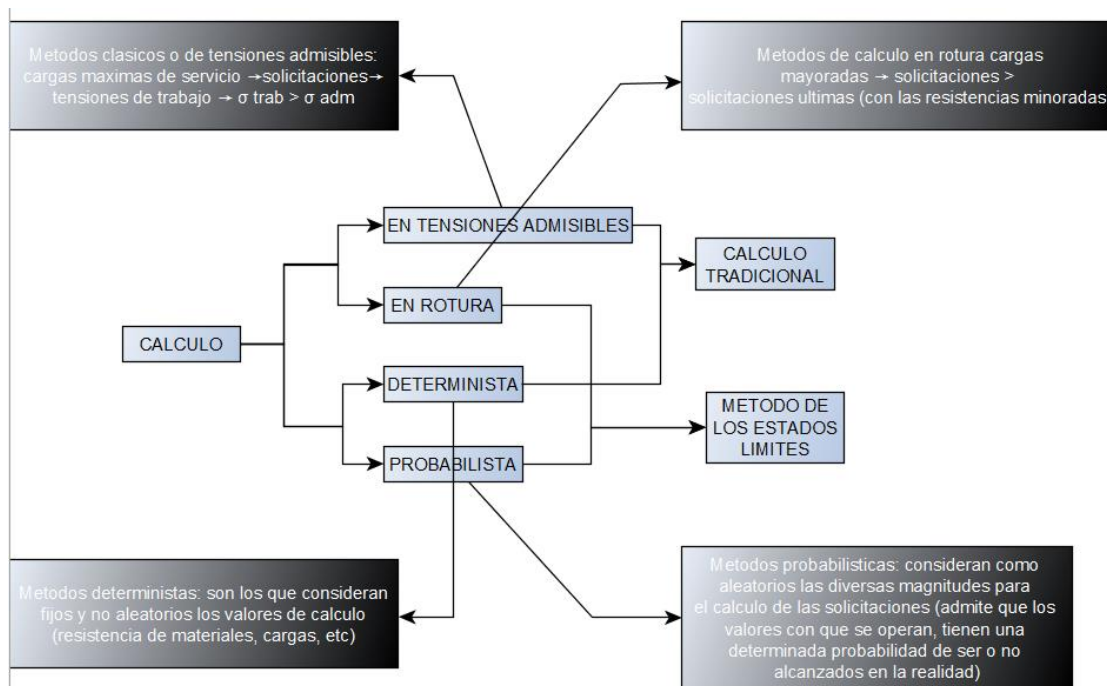 Metodos clasicos o de tensiones admisibles:
cargas maximas de servicio →solicitaciones→
tensiones de trabajo → σ trab > σ adm
Metodos de calculo en rotura cargas
mayoradas → solicitaciones >
solicitaciones ultimas (con las resistencias minoradas
EN TENSIONES ADMISIBLES
CALCULO
TRADICIONAL
EN ROTURA
CALCULO
DETERMINISTA
METODO DE
LOS ESTADOS
LIMITES
PROBABILISTA
Metodos deterministas: son los que consideran
fijos y no aleatorios los valores de calculo
(resistencia de materiales, cargas, etc)
Metodos probabilisticas: consideran como
aleatorios las diversas magnitudes para
el calculo de las solicitaciones (admite que los
valores con que se operan, tienen una
determinada probabilidad de ser o no
alcanzados en la realidad)